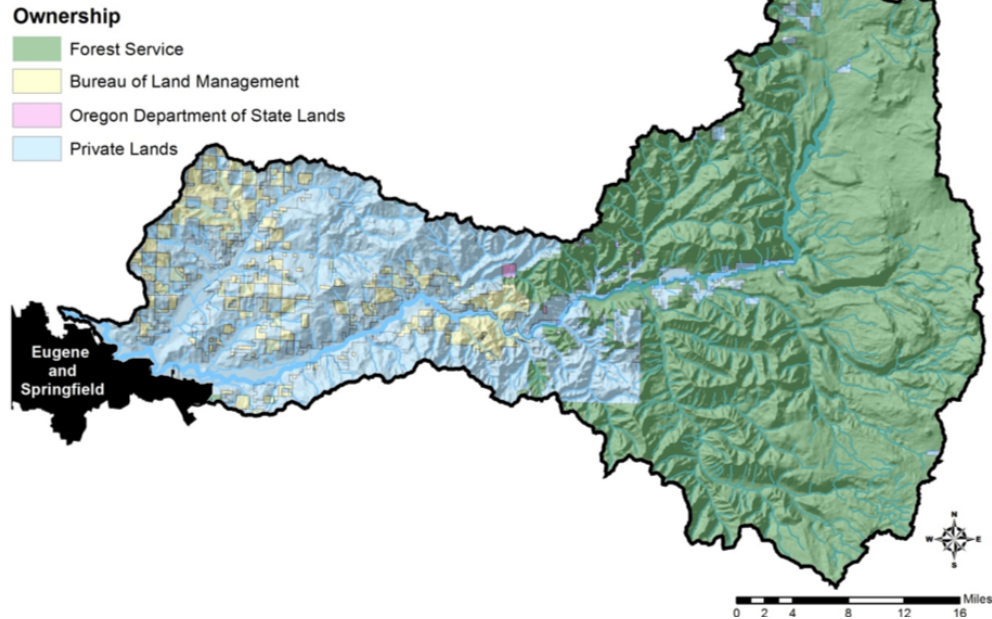 Ownership
Forest Service
Bureau of Land Management
Oregon Department of State Lands
Private Lands
Eugene
and
Springfield
N
W E
S
Miles
0 2 4 8 12 16